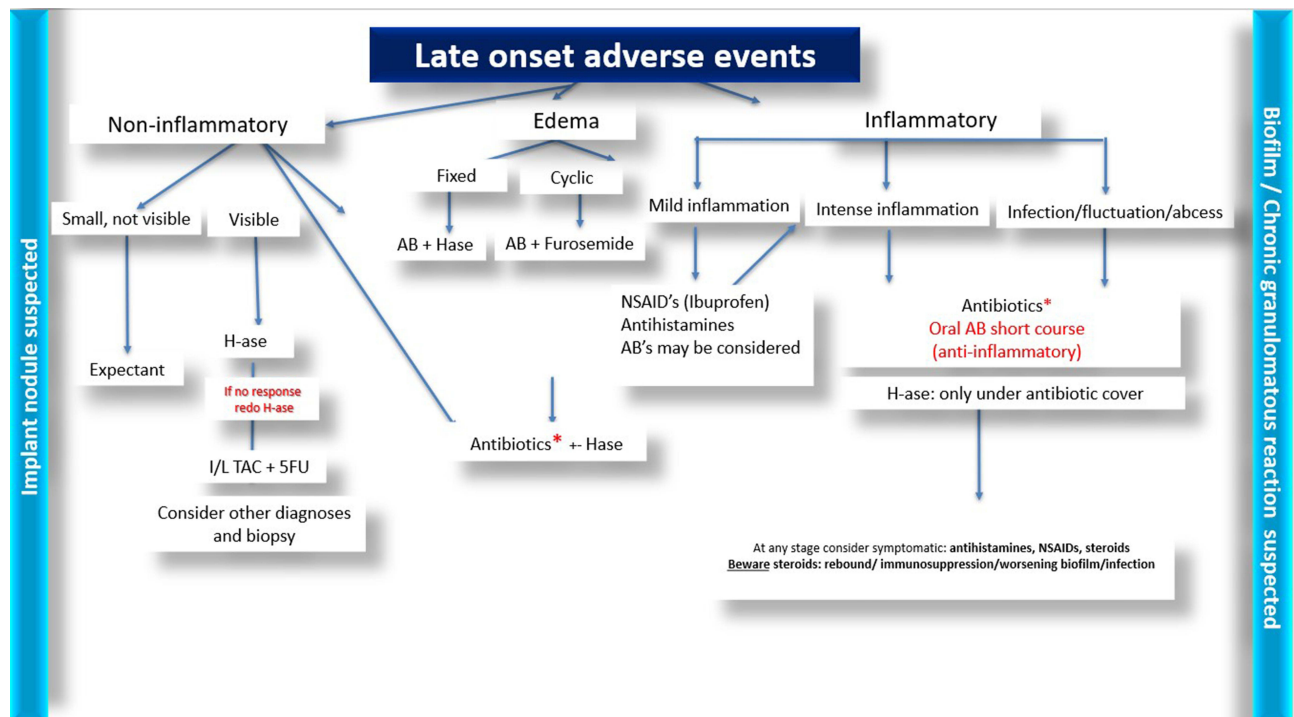 Late onset adverse events
Implant nodule suspected
Biofilm / Chronic granulomatous reaction suspected
Non-inflammatory
Edema
Inflammatory
Small, not visible
Visible
Fixed
Cyclic
Mild inflammation
Intense inflammation
Infection/fluctuation/abcess
Expectant
H-ase
If no response
redo H-ase
I/L TAC + 5FU
Consider other diagnoses
and biopsy
AB + Hase
AB + Furosemide
Antibiotics* +- Hase
NSAID's (Ibuprofen)
Antihistamines
AB's may be considered
Antibiotics*
Oral AB short course
(anti-inflammatory)
H-ase: only under antibiotic cover
At any stage consider symptomatic: antihistamines, NSAIDs, steroids
Beware steroids: rebound/ immunosuppression/worsening biofilm/infection